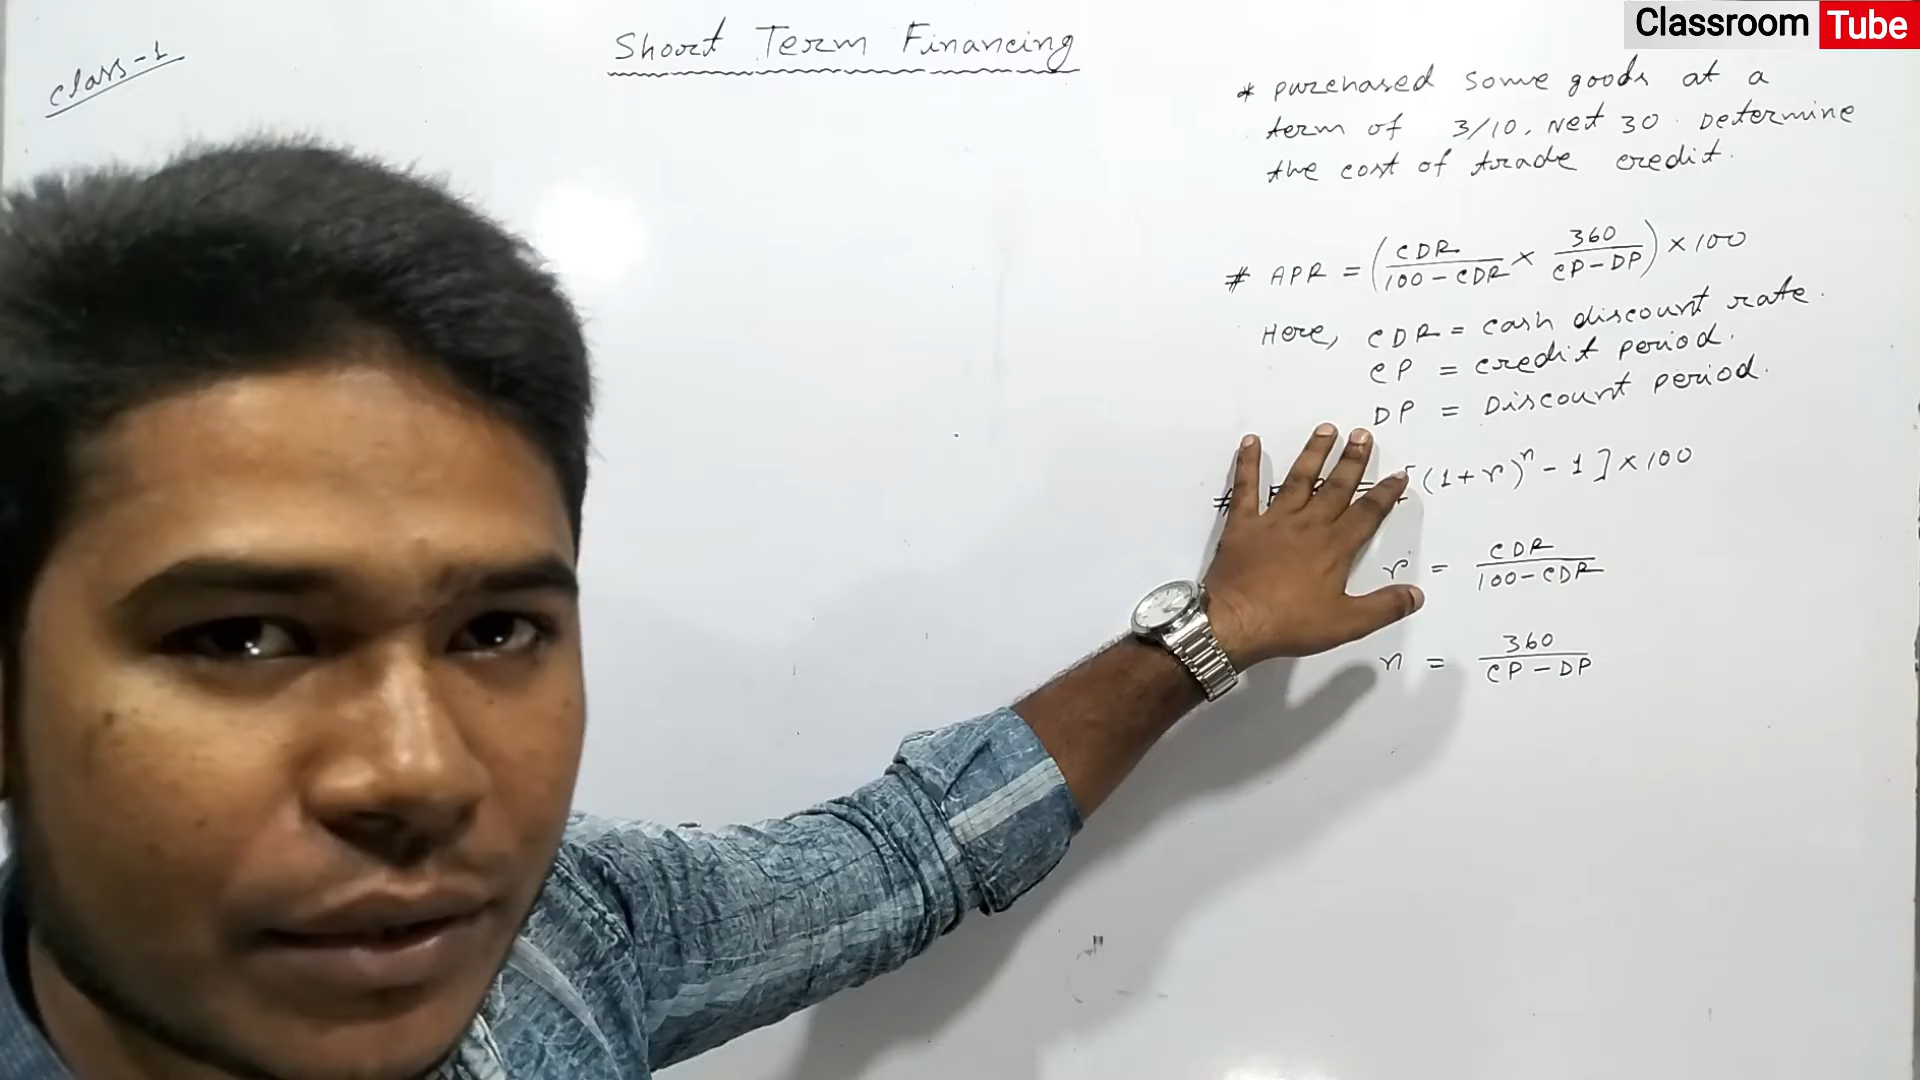 Classroom Tube
class-1
Short Term Financing
* purchased some goods at a
term of 3/10, Net 30. Determine
the cost of trade credit.
# APR = (CDR/100-CDR × 360/CP-DP) × 100
Here, CDR = cash discount rate.
CP = credit period.
DP = Discount period.
# = [(1+r)^n - 1] × 100
r = CDR/100-CDR
n = 360/CP-DP